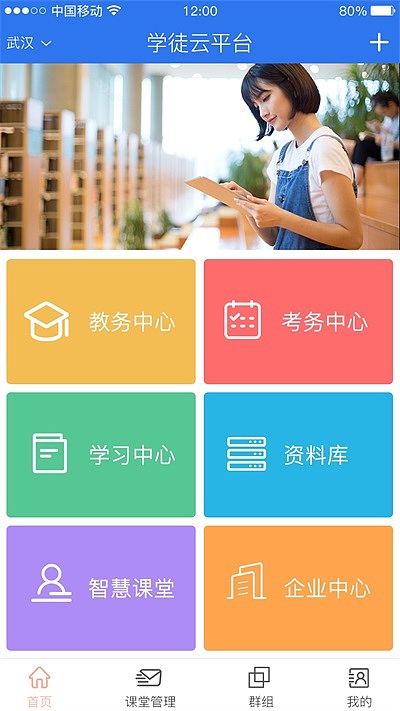 中国移动 12:00 80%
武汉 学徒云平台
教务中心 考务中心
学习中心 资料库
智慧课堂 企业中心
首页 课堂管理 群组 我的